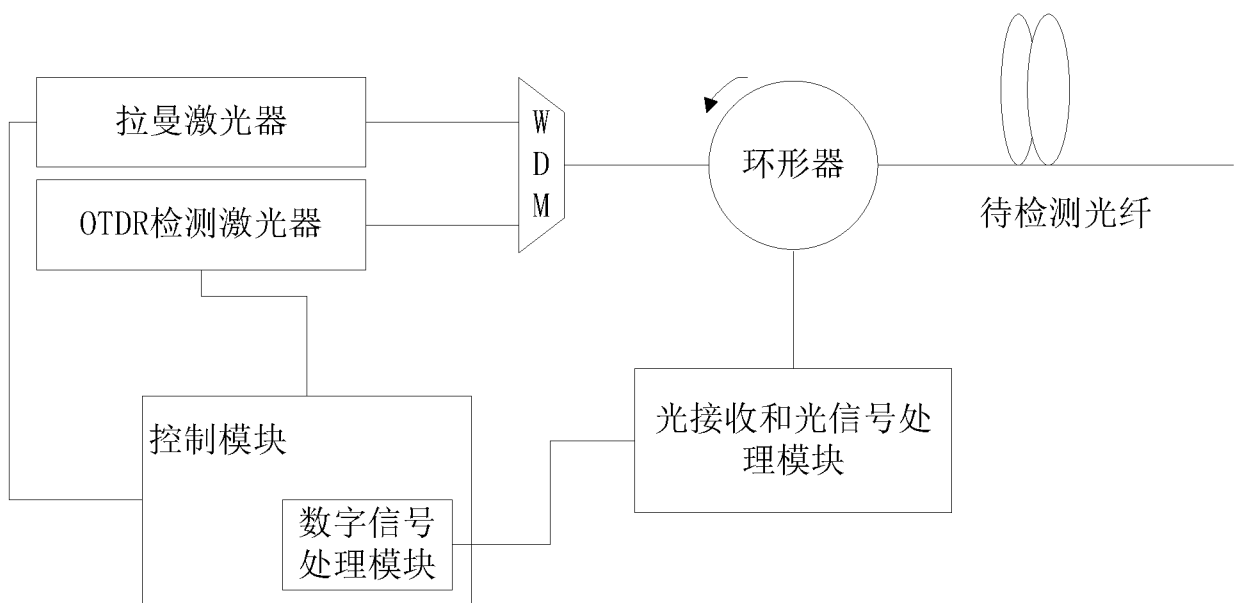 拉曼激光器
OTDR检测激光器
W
D
M
环形器
待检测光纤
控制模块
数字信号
处理模块
光接收和光信号处
理模块